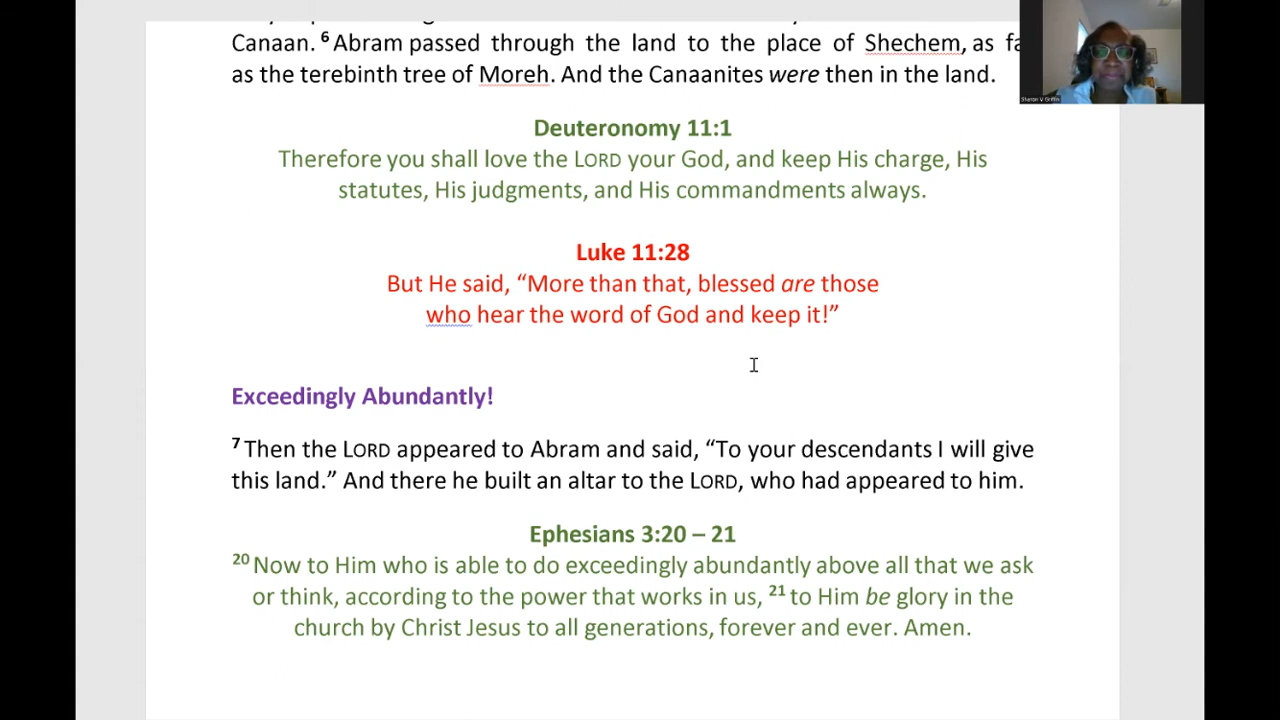 Canaan. 6 Abram passed through the land to the place of Shechem, as fa
as the terebinth tree of Moreh. And the Canaanites were then in the land.
Deuteronomy 11:1
Therefore you shall love the LORD your God, and keep His charge, His
statutes, His judgments, and His commandments always.
Luke 11:28
But He said, “More than that, blessed are those
who hear the word of God and keep it!”
Exceedingly Abundantly!
7 Then the LORD appeared to Abram and said, “To your descendants I will give
this land.” And there he built an altar to the LORD, who had appeared to him.
Ephesians 3:20 – 21
20 Now to Him who is able to do exceedingly abundantly above all that we ask
or think, according to the power that works in us, 21 to Him be glory in the
church by Christ Jesus to all generations, forever and ever. Amen.
Sharon V Griffin